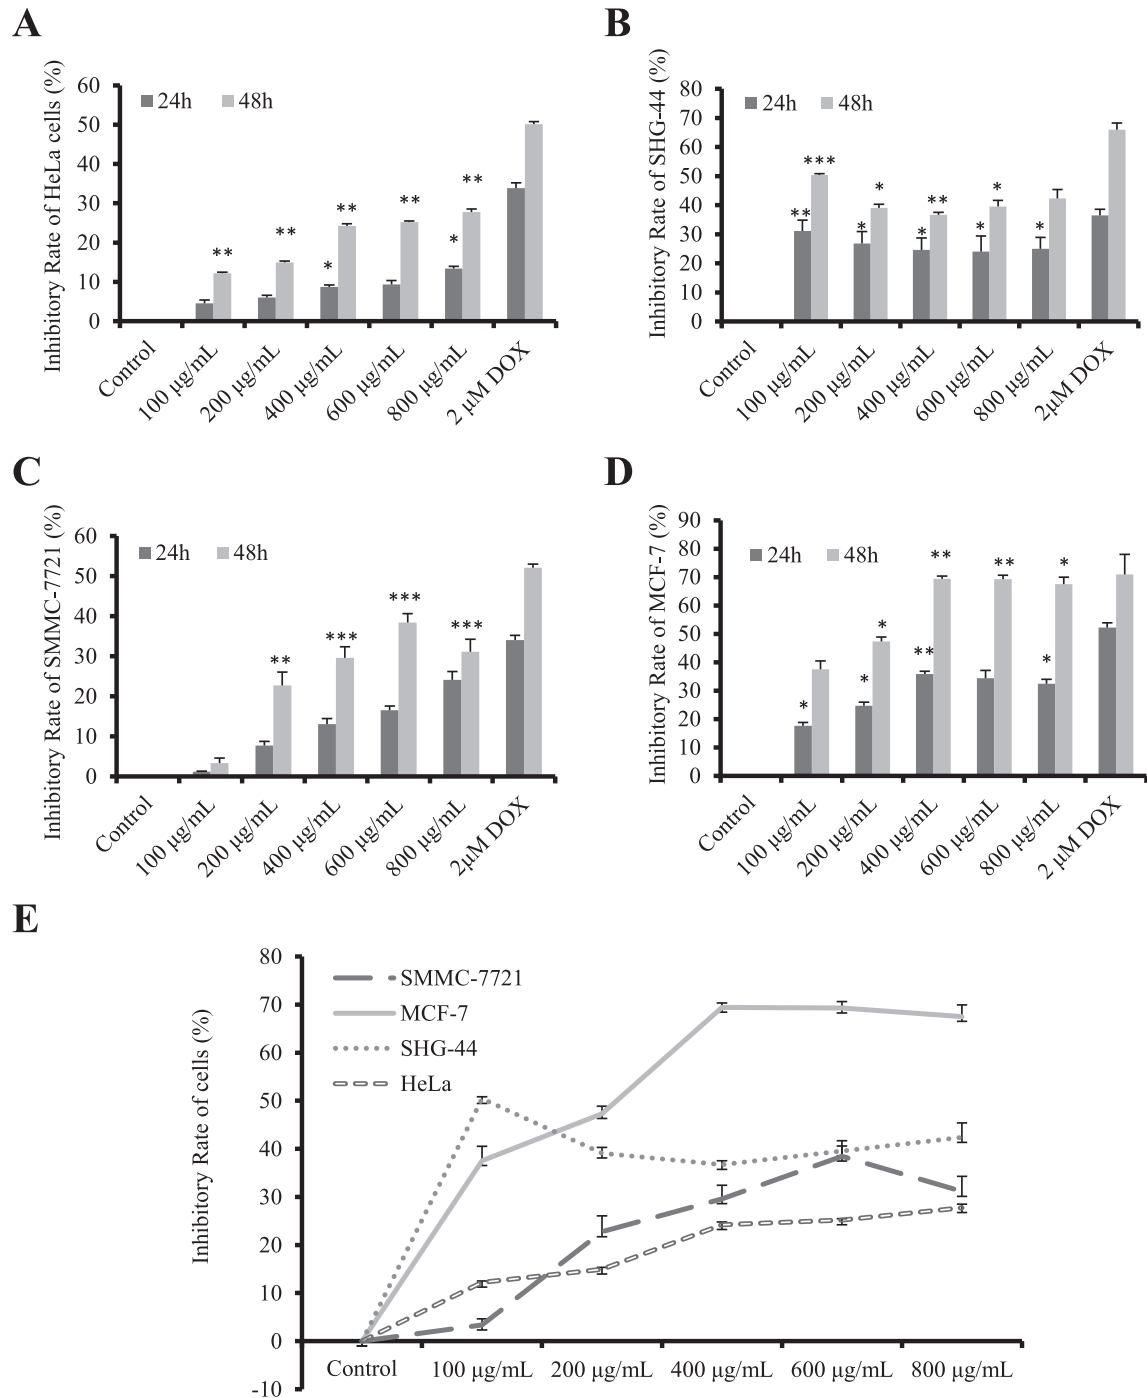 A
Inhibitory Rate of HeLa cells (%)
60
50
40
30
20
10
0
24h
48h
**
**
*
**
**
*
**
Control
100 μg/mL
200 μg/mL
400 μg/mL
600 μg/mL
800 μg/mL
2 μM DOX
B
Inhibitory Rate of SHG-44 (%)
80
70
60
50
40
30
20
10
0
24h
48h
**
***
*
*
*
**
*
*
*
Control
100 μg/mL
200 μg/mL
400 μg/mL
600 μg/mL
800 μg/mL
2μM DOX
C
Inhibitory Rate of SMMC-7721 (%)
60
50
40
30
20
10
0
24h
48h
**
***
***
***
Control
100 μg/mL
200 μg/mL
400 μg/mL
600 μg/mL
800 μg/mL
2μM DOX
D
Inhibitory Rate of MCF-7 (%)
90
80
70
60
50
40
30
20
10
0
24h
48h
*
*
*
**
**
**
*
*
Control
100 μg/mL
200 μg/mL
400 μg/mL
600 μg/mL
800 μg/mL
2 μM DOX
E
Inhibitory Rate of cells (%)
80
70
60
50
40
30
20
10
0
-10
SMMC-7721
MCF-7
SHG-44
HeLa
Control
100 μg/mL
200 μg/mL
400 μg/mL
600 μg/mL
800 μg/mL